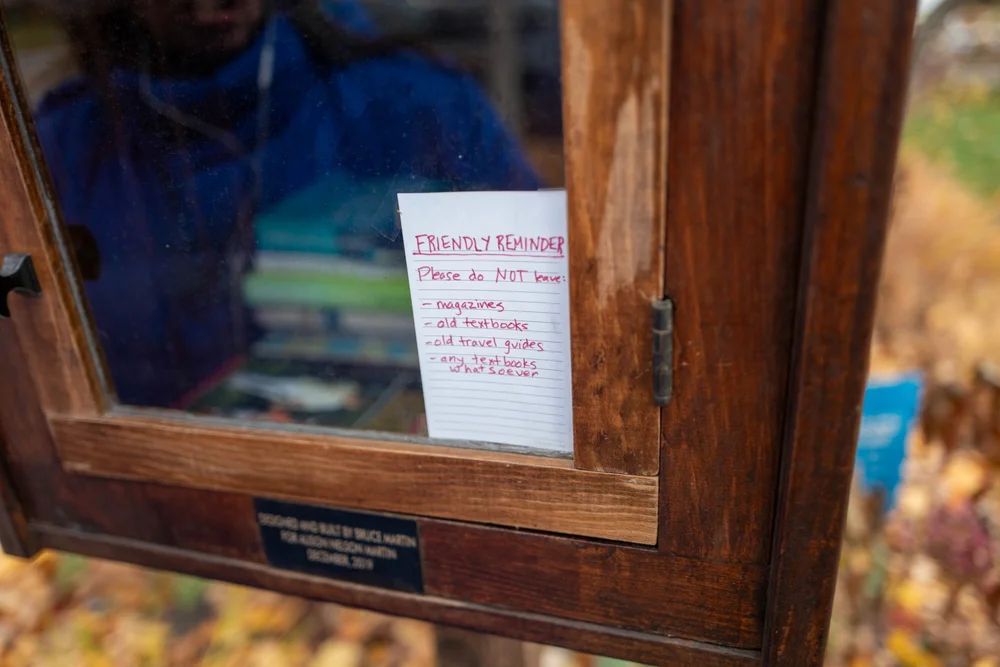 FRIENDLY REMINDER
Please do NOT leave:
- magazines
- old textbooks
- old travel guides
- any textbooks
whatsoever
DESIGNED AND BUILT BY BRUCE MARTIN
FOR ALISON NELSON MARTIN
DECEMBER, 2019